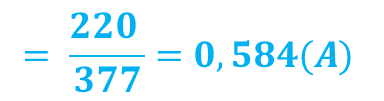 = 220/377 = 0,584(A)